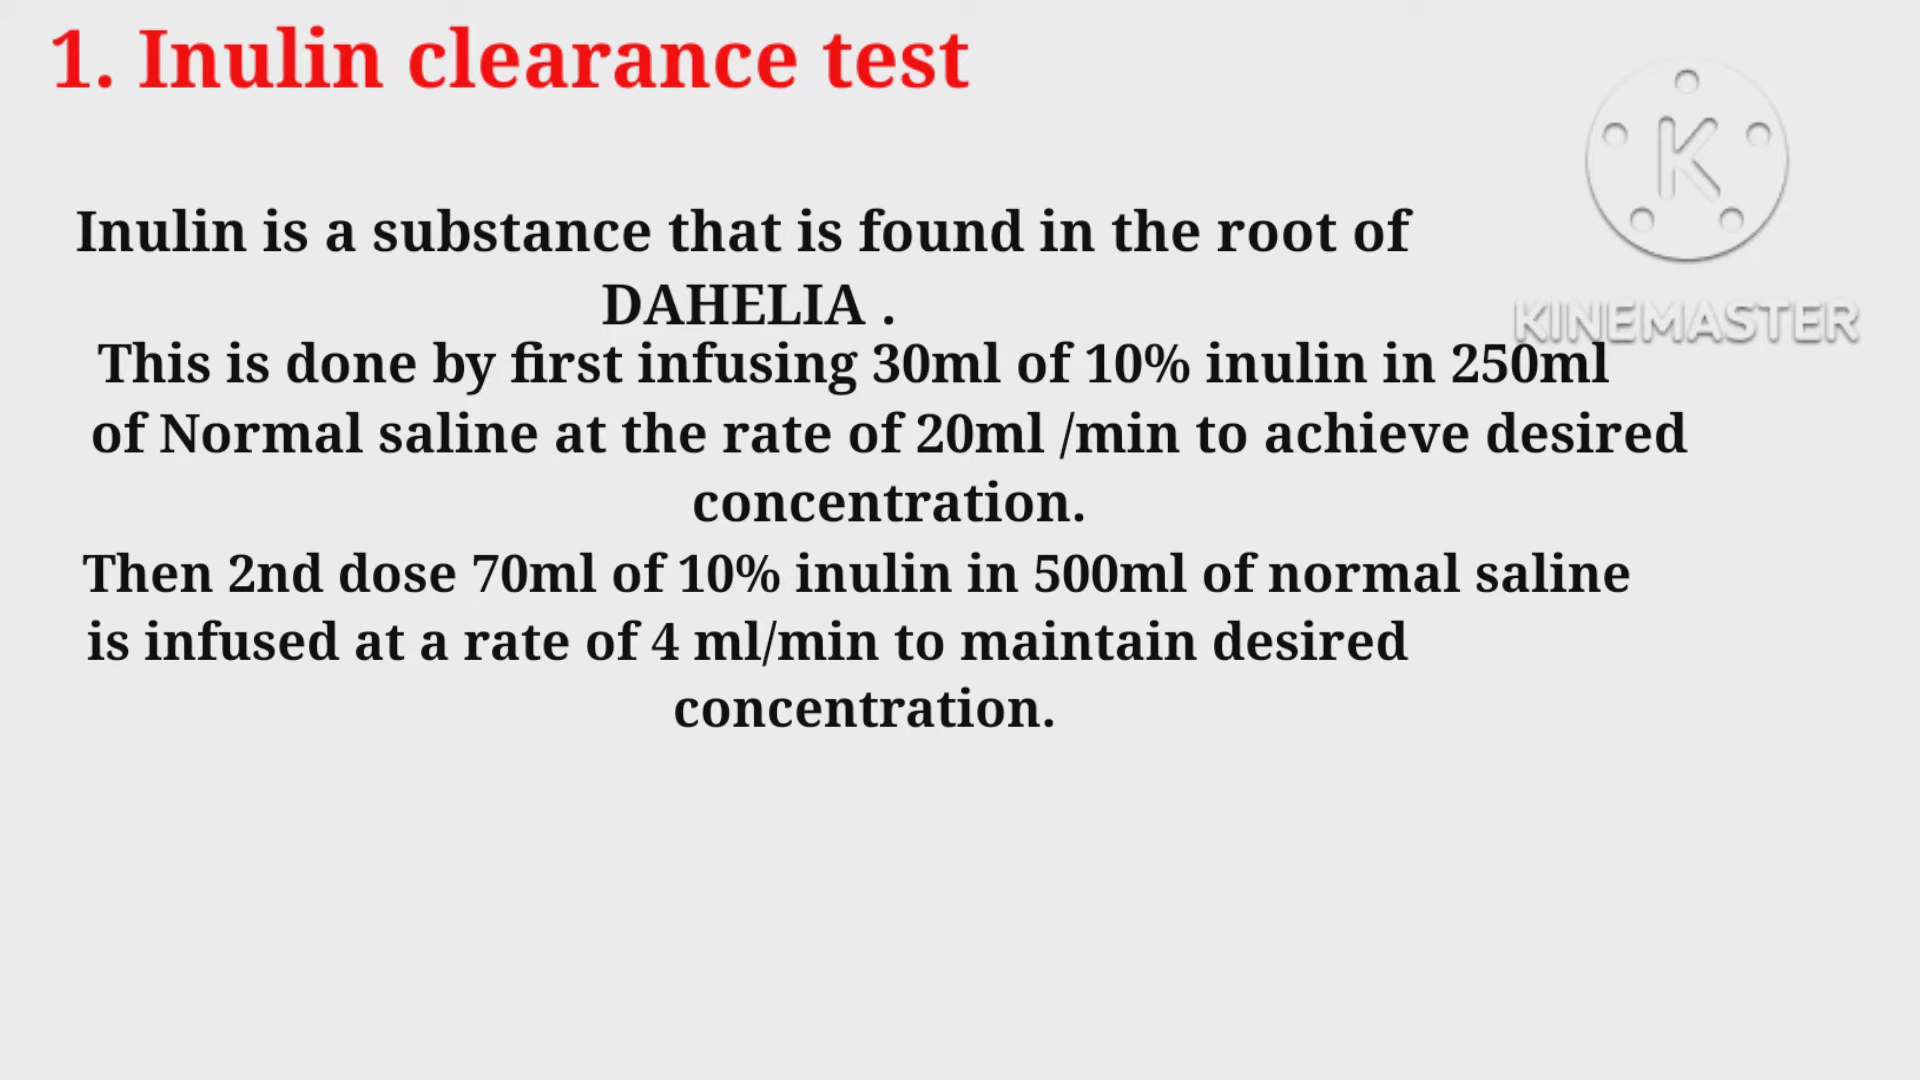 1. Inulin clearance test
K
KINEMASTER
Inulin is a substance that is found in the root of
DAHELIA .
This is done by first infusing 30ml of 10% inulin in 250ml
of Normal saline at the rate of 20ml /min to achieve desired
concentration.
Then 2nd dose 70ml of 10% inulin in 500ml of normal saline
is infused at a rate of 4 ml/min to maintain desired
concentration.